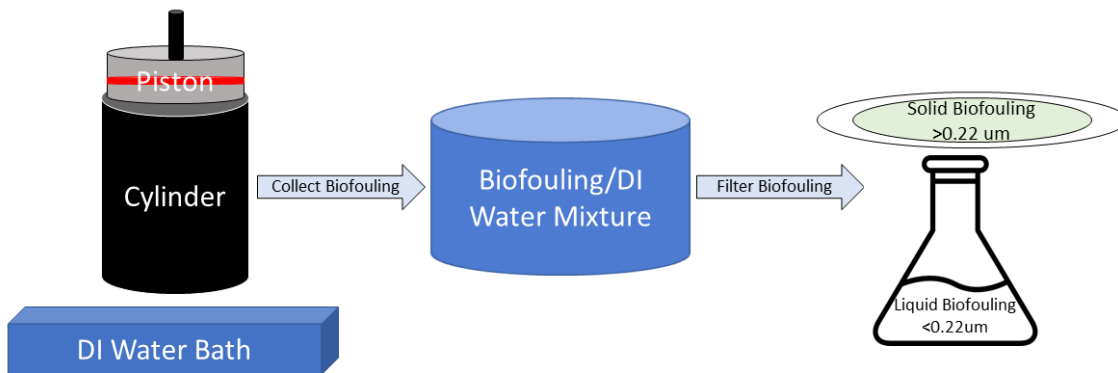 Piston
Cylinder
DI Water Bath
Collect Biofouling
Biofouling/DI
Water Mixture
Filter Biofouling
Solid Biofouling
>0.22 um
Liquid Biofouling
<0.22um